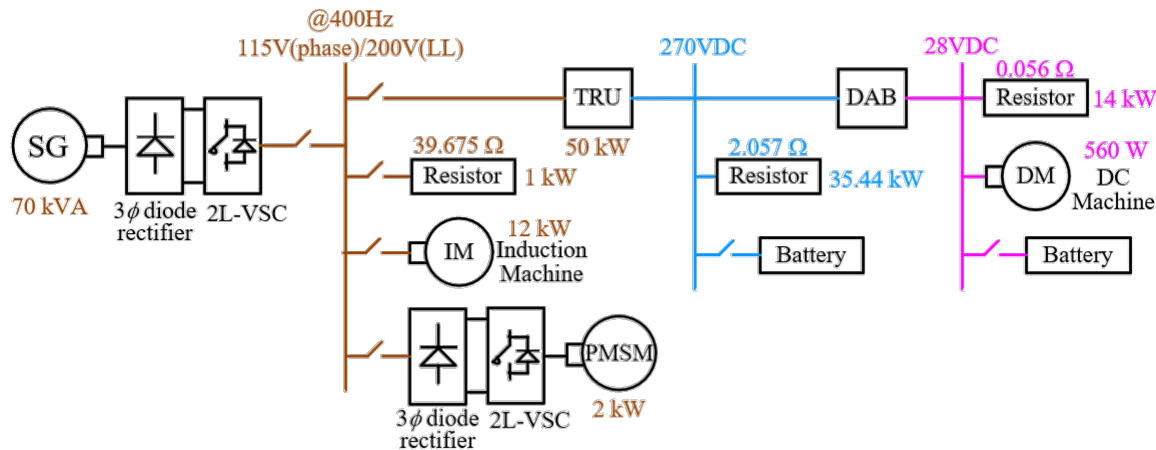 @400Hz
115V(phase)/200V(LL)
270VDC
28VDC
SG
70 kVA
3ϕ diode
rectifier
2L-VSC
TRU
50 kW
DAB
0.056 Ω
Resistor
14 kW
39.675 Ω
Resistor
1 kW
2.057 Ω
Resistor
35.44 kW
560 W
DM
DC
Machine
12 kW
IM
Induction
Machine
Battery
Battery
3ϕ diode
rectifier
2L-VSC
PMSM
2 kW